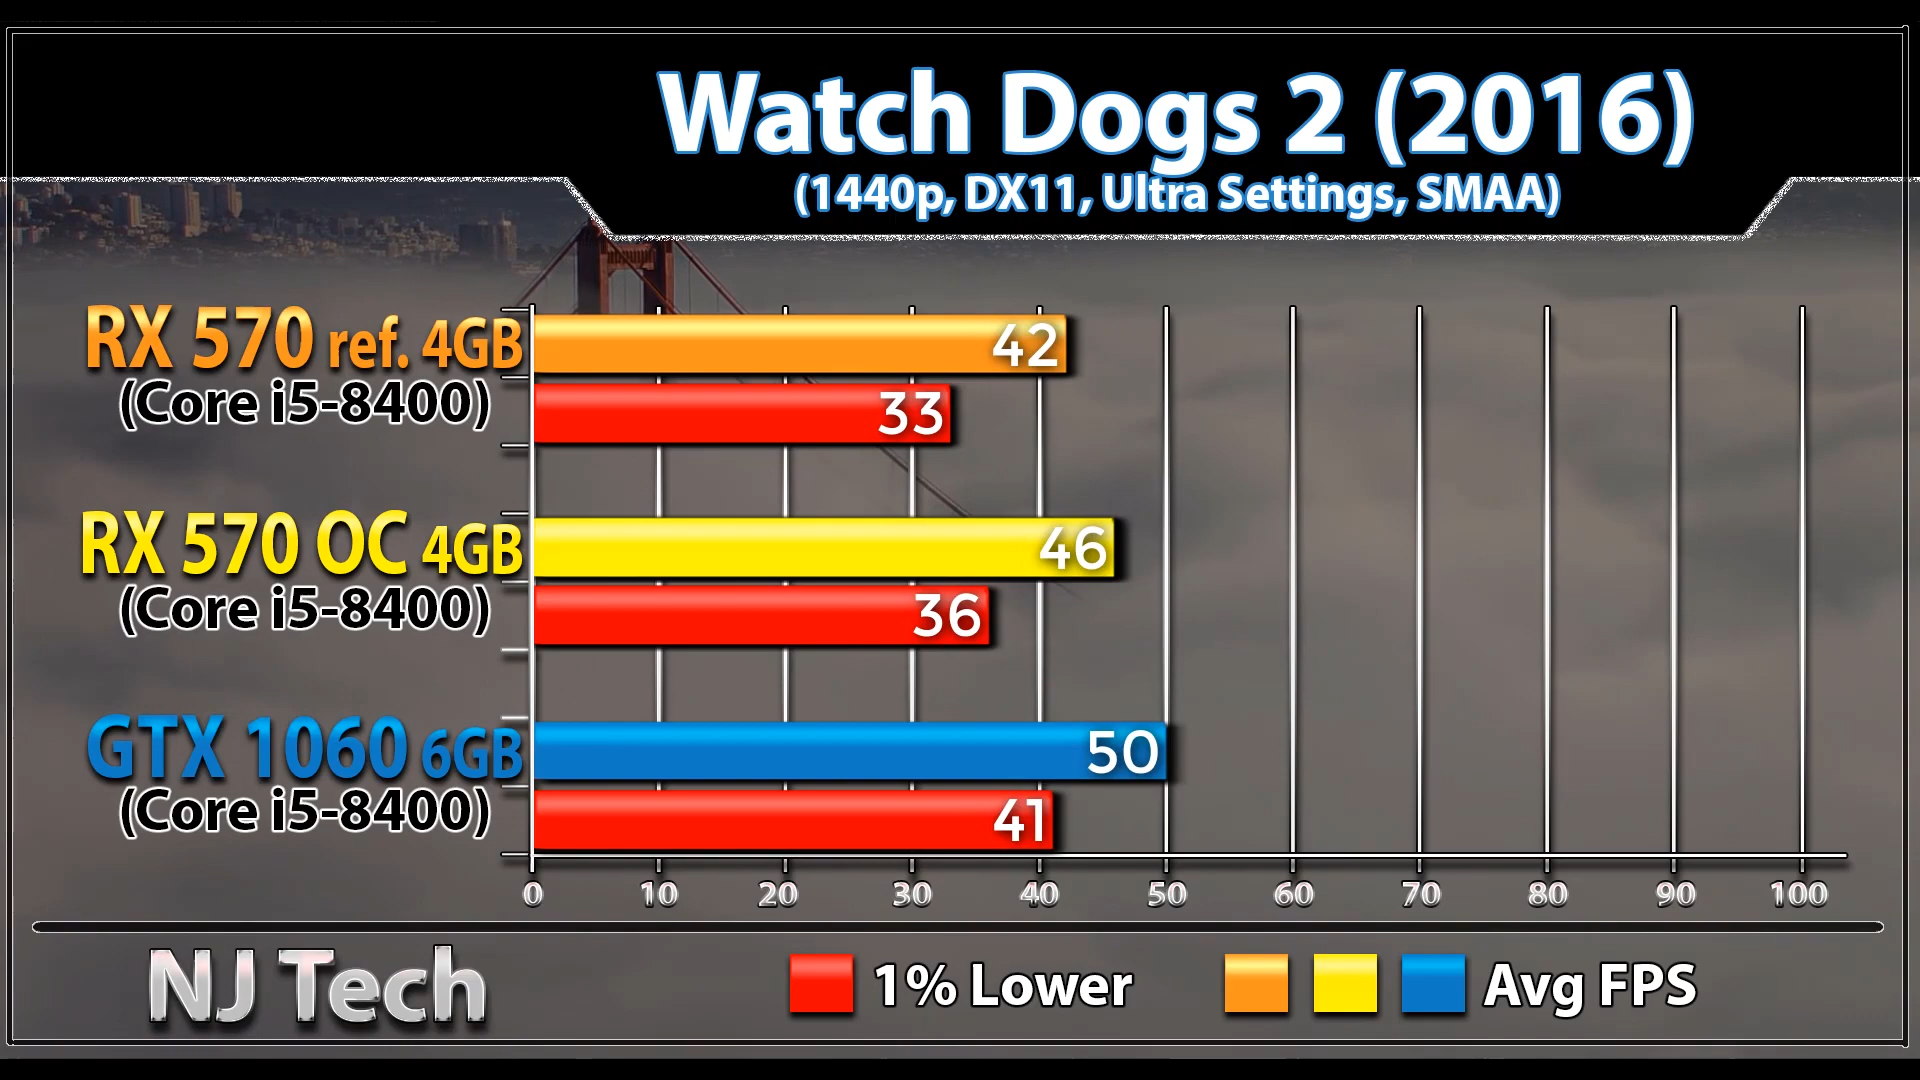 Watch Dogs 2 (2016)
(1440p, DX11, Ultra Settings, SMAA)
RX 570 ref. 4GB
(Core i5-8400)
42
33
RX 570 OC 4GB
(Core i5-8400)
46
36
GTX 1060 6GB
(Core i5-8400)
50
41
0 10 20 30 40 50 60 70 80 90 100
NJ Tech
1% Lower
Avg FPS